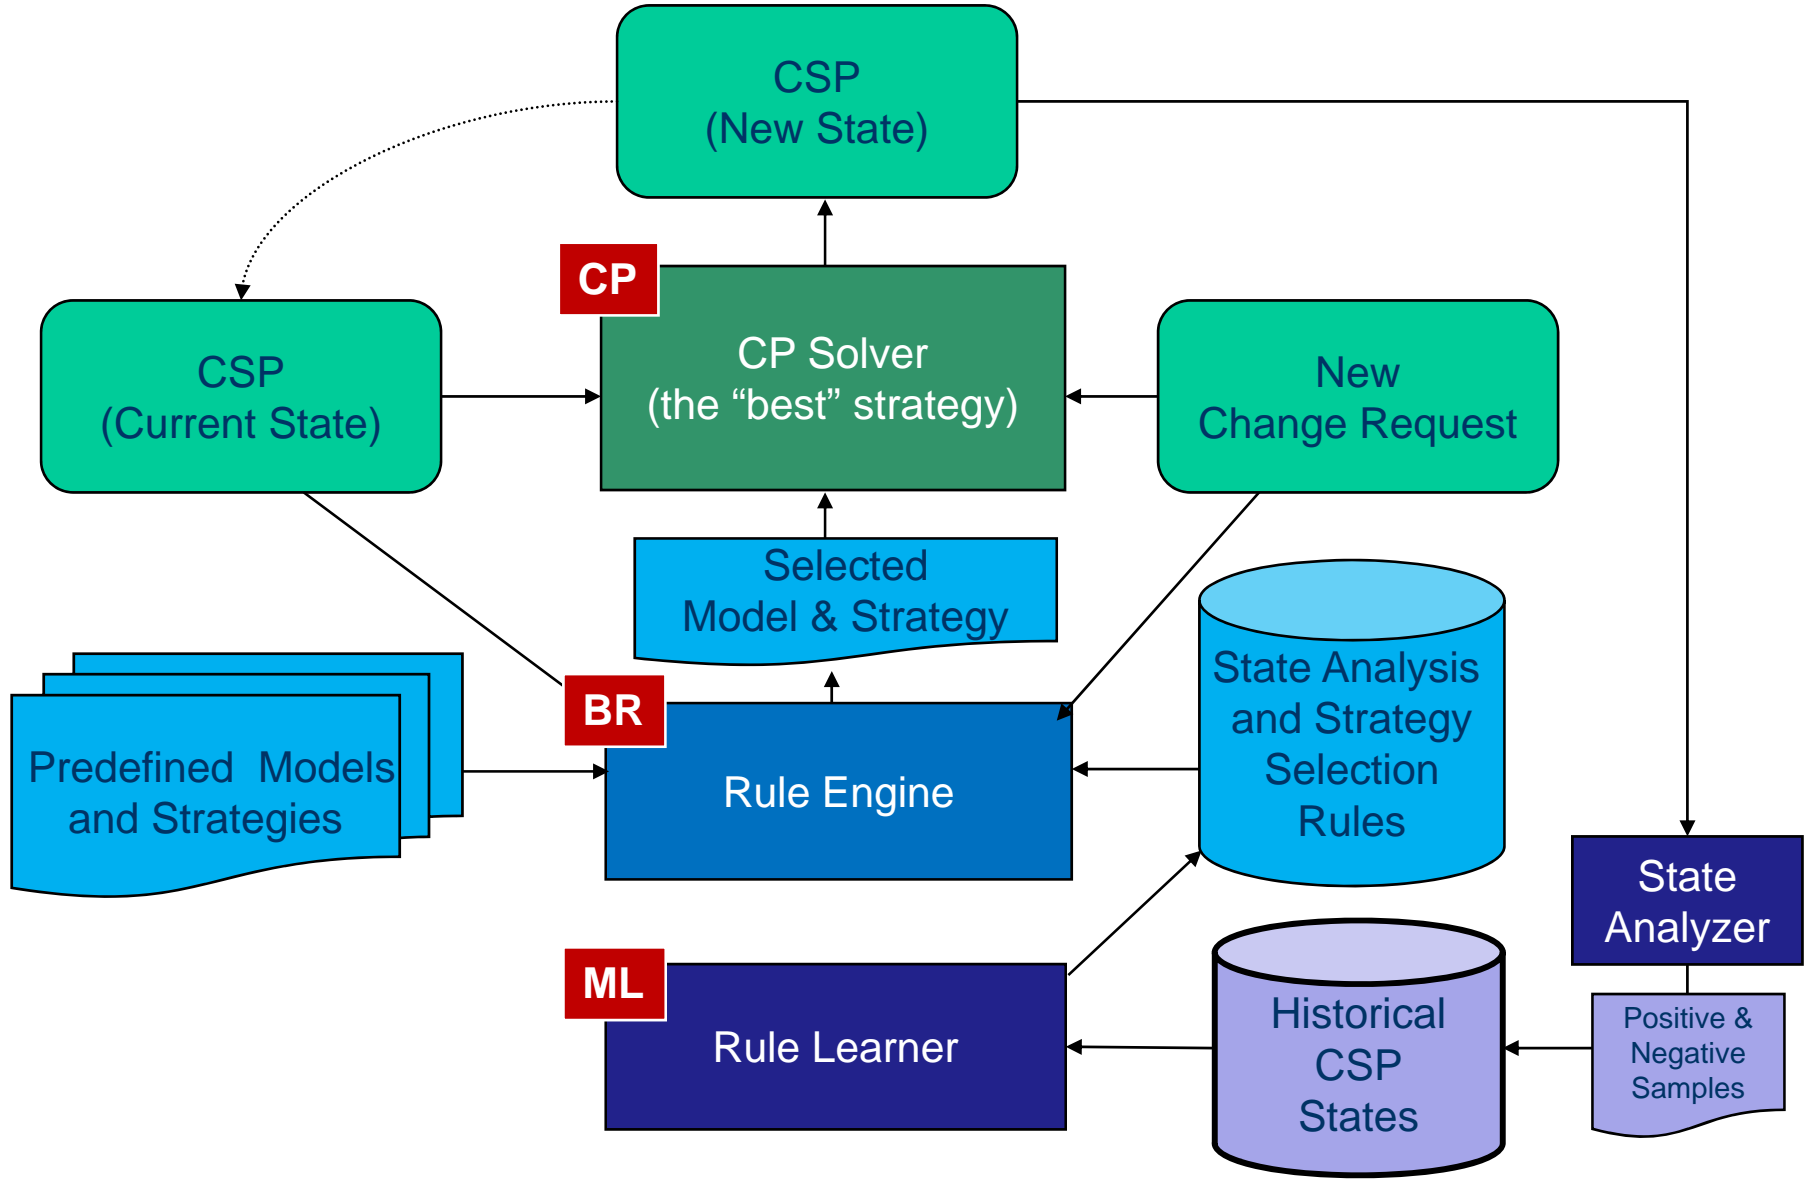 CSP
(New State)
CP
CP Solver
(the “best” strategy)
CSP
(Current State)
New
Change Request
Selected
Model & Strategy
State Analysis
and Strategy
Selection
Rules
BR
Rule Engine
Predefined Models
and Strategies
State
Analyzer
ML
Rule Learner
Historical
CSP
States
Positive &
Negative
Samples